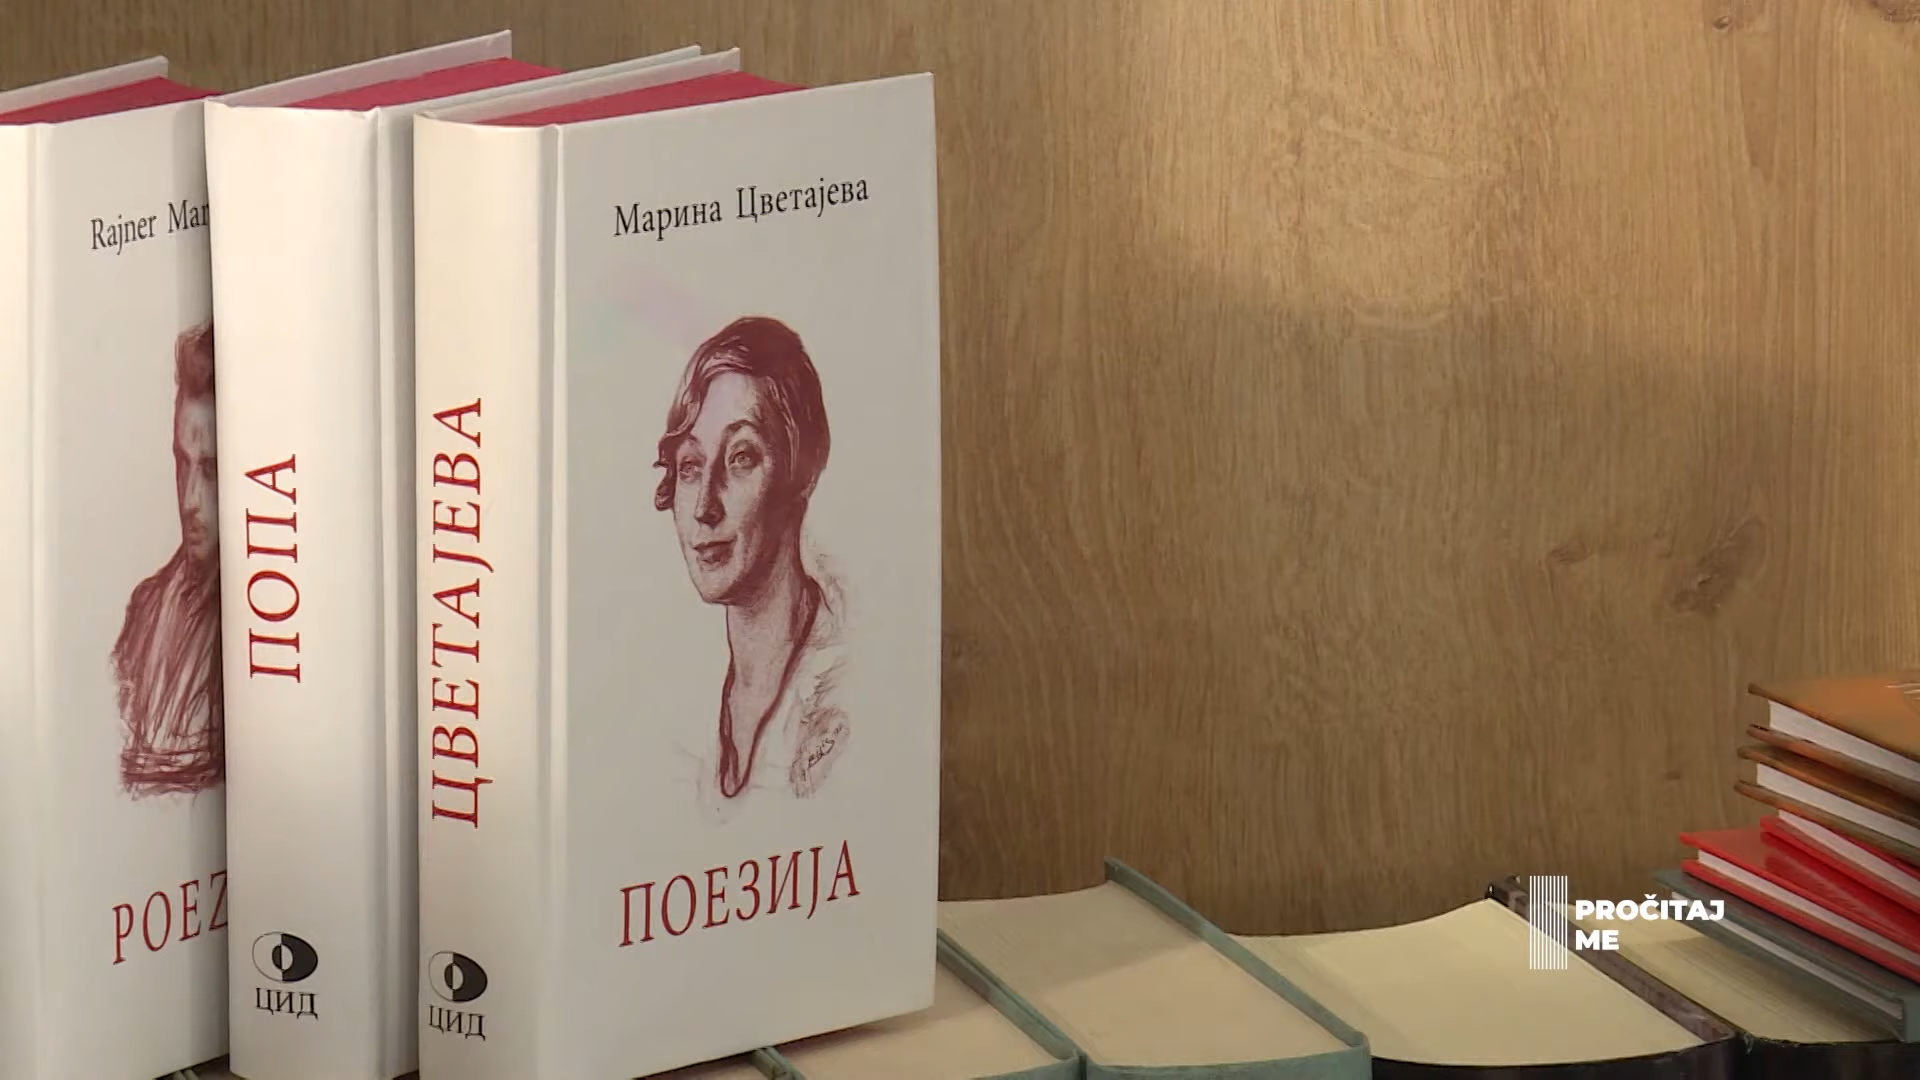 Rajner Mar
POEZ
ПОПА
ЦИД
ЦВЕТАЈЕВА
ЦИД
Марина Цветајева
ПОЕЗИЈА
PROČITAJ
ME